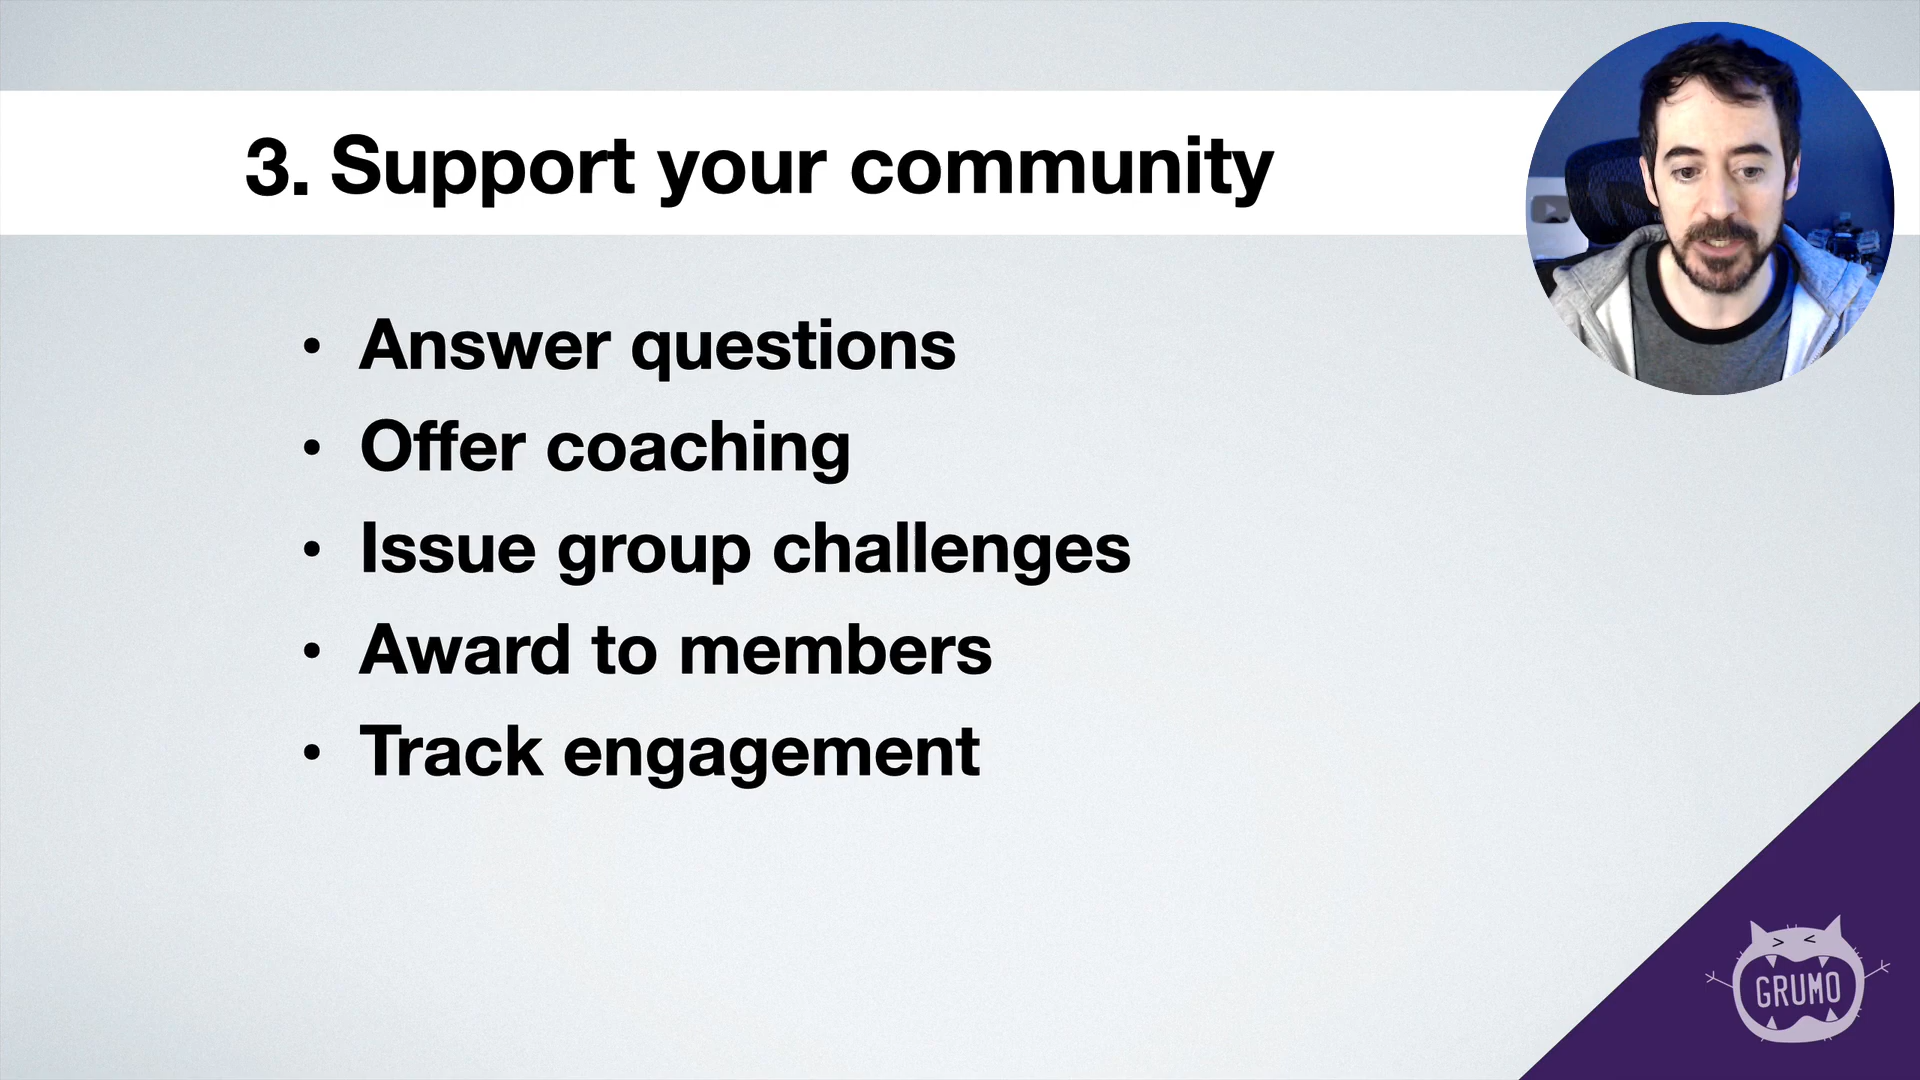 3. Support your community
• Answer questions
• Offer coaching
• Issue group challenges
• Award to members
• Track engagement
GRUMO